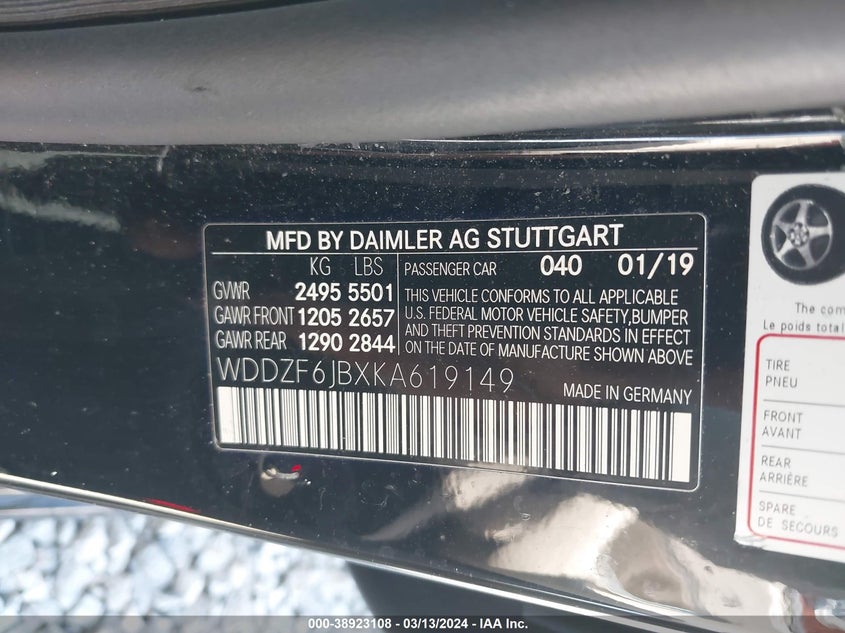 MFD BY DAIMLER AG STUTTGART
KG LBS
GVWR 2495 5501
GAWR FRONT 1205 2657
GAWR REAR 1290 2844
PASSENGER CAR 040 01/19
THIS VEHICLE CONFORMS TO ALL APPLICABLE
U.S. FEDERAL MOTOR VEHICLE SAFETY,BUMPER
AND THEFT PREVENTION STANDARDS IN EFFECT
ON THE DATE OF MANUFACTURE SHOWN ABOVE
WDDZF6JBXKA619149
MADE IN GERMANY
The com
Le poids total
TIRE
PNEU
FRONT
AVANT
REAR
ARRIÈRE
SPARE
DE SECOURS
000-38923108 - 03/13/2024 - IAA Inc.